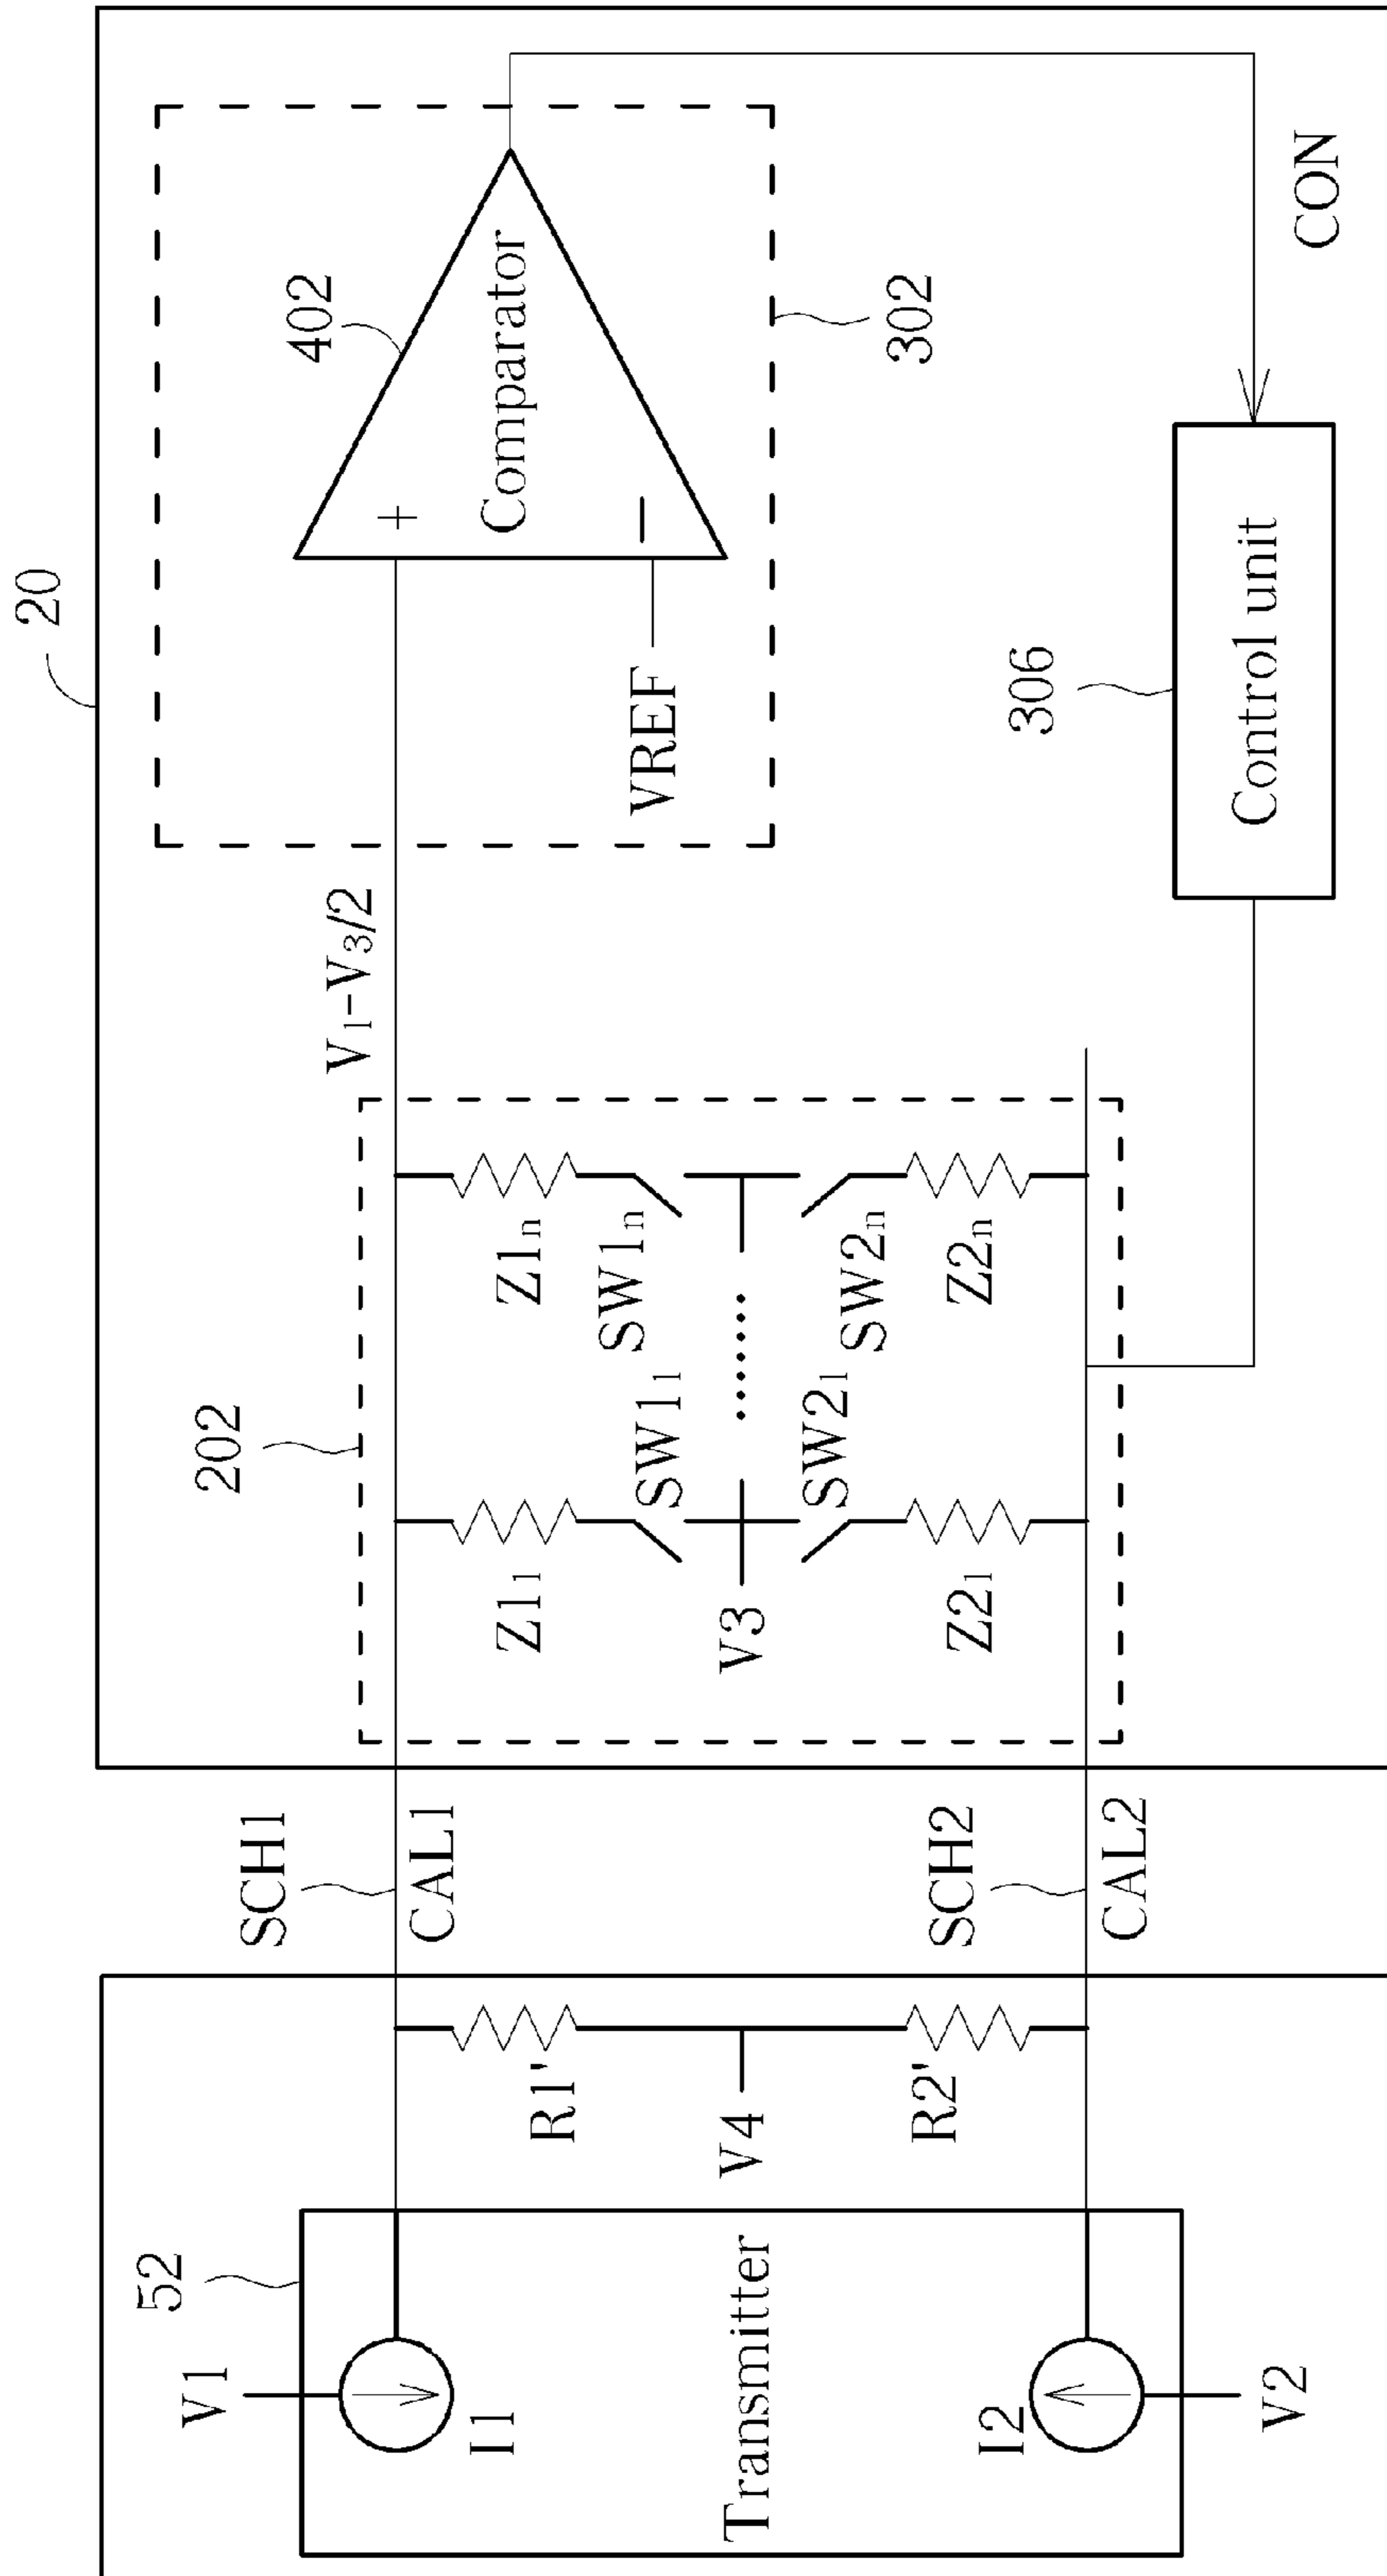 20
52
V1
I1
Transmitter
I2
V2
R1'
V4
R2'
SCH1
CAL1
SCH2
CAL2
202
Z1₁
SW1₁
V3
SW2₁
Z2₁
........
Z1ₙ
SW1ₙ
SW2ₙ
Z2ₙ
V₁-V₃/2
402
+
Comparator
−
VREF
302
306
Control unit
CON